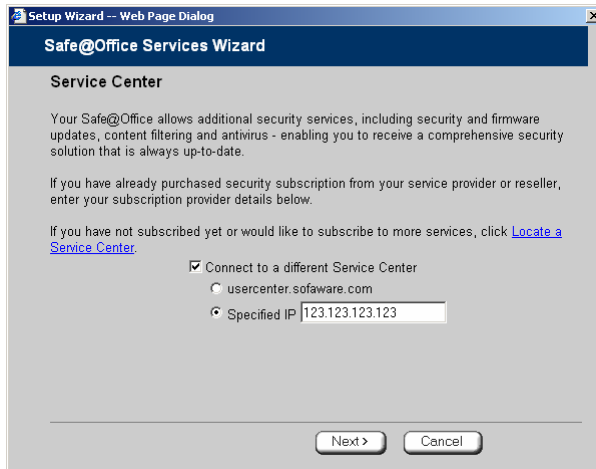 Setup Wizard -- Web Page Dialog
Safe@Office Services Wizard
Service Center
Your Safe@Office allows additional security services, including security and firmware
updates, content filtering and antivirus - enabling you to receive a comprehensive security
solution that is always up-to-date.
If you have already purchased security subscription from your service provider or reseller,
enter your subscription provider details below.
If you have not subscribed yet or would like to subscribe to more services, click Locate a
Service Center.
Connect to a different Service Center
usercenter.sofaware.com
Specified IP 123.123.123.123
Next >
Cancel